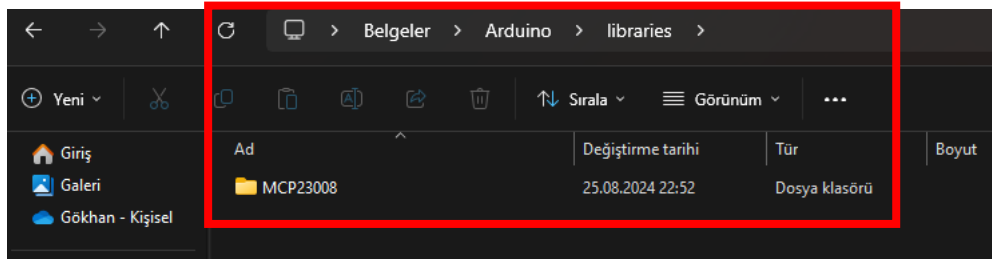 Belgeler > Arduino > libraries >
Yeni Sırala Görünüm ...
Giriş Ad Değiştirme tarihi Tür Boyut
Galeri MCP23008 25.08.2024 22:52 Dosya klasörü
Gökhan - Kişisel